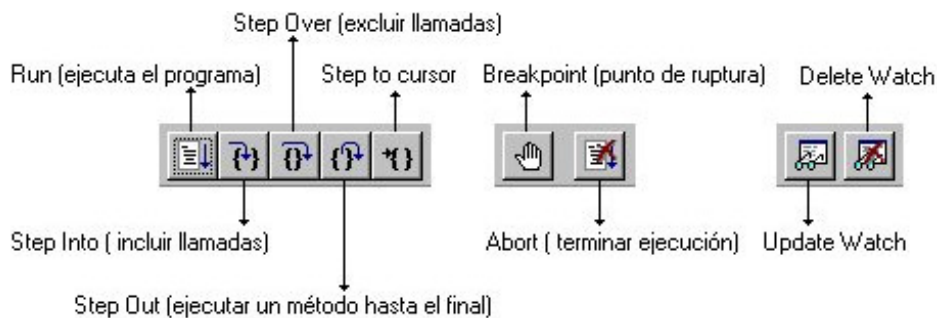 Step Over (excluir llamadas)
Run (ejecuta el programa)
Step to cursor
Breakpoint (punto de ruptura)
Delete Watch
Step Into ( incluir llamadas)
Abort ( terminar ejecución)
Update Watch
Step Out (ejecutar un método hasta el final)